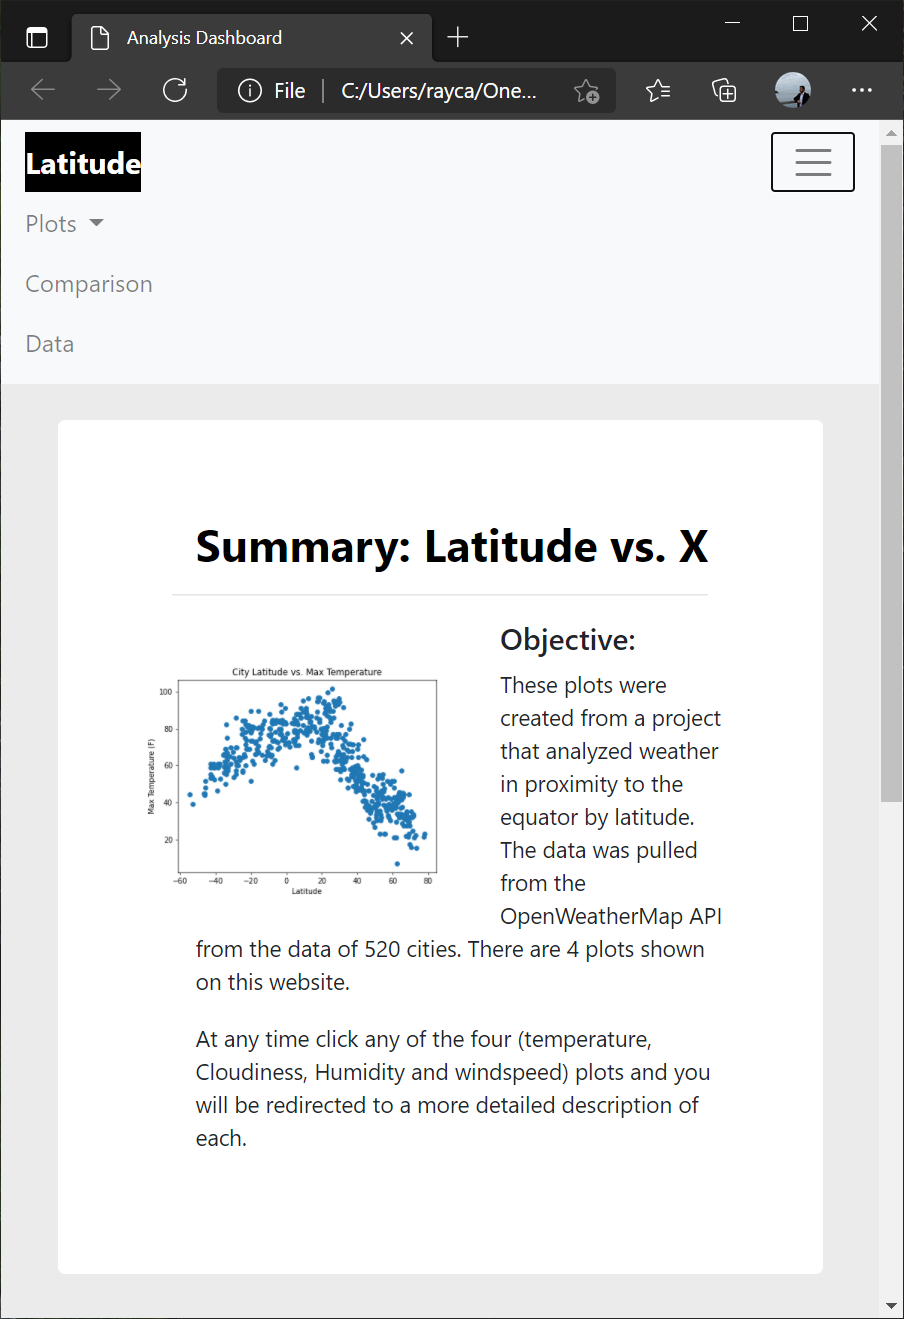 Analysis Dashboard
File | C:/Users/rayca/One...
Latitude
Plots
Comparison
Data
Summary: Latitude vs. X
City Latitude vs. Max Temperature
Max Temperature (F)
100
80
60
40
20
−60 −40 −20 0 20 40 60 80
Latitude
Objective:
These plots were
created from a project
that analyzed weather
in proximity to the
equator by latitude.
The data was pulled
from the
OpenWeatherMap API
from the data of 520 cities. There are 4 plots shown
on this website.
At any time click any of the four (temperature,
Cloudiness, Humidity and windspeed) plots and you
will be redirected to a more detailed description of
each.